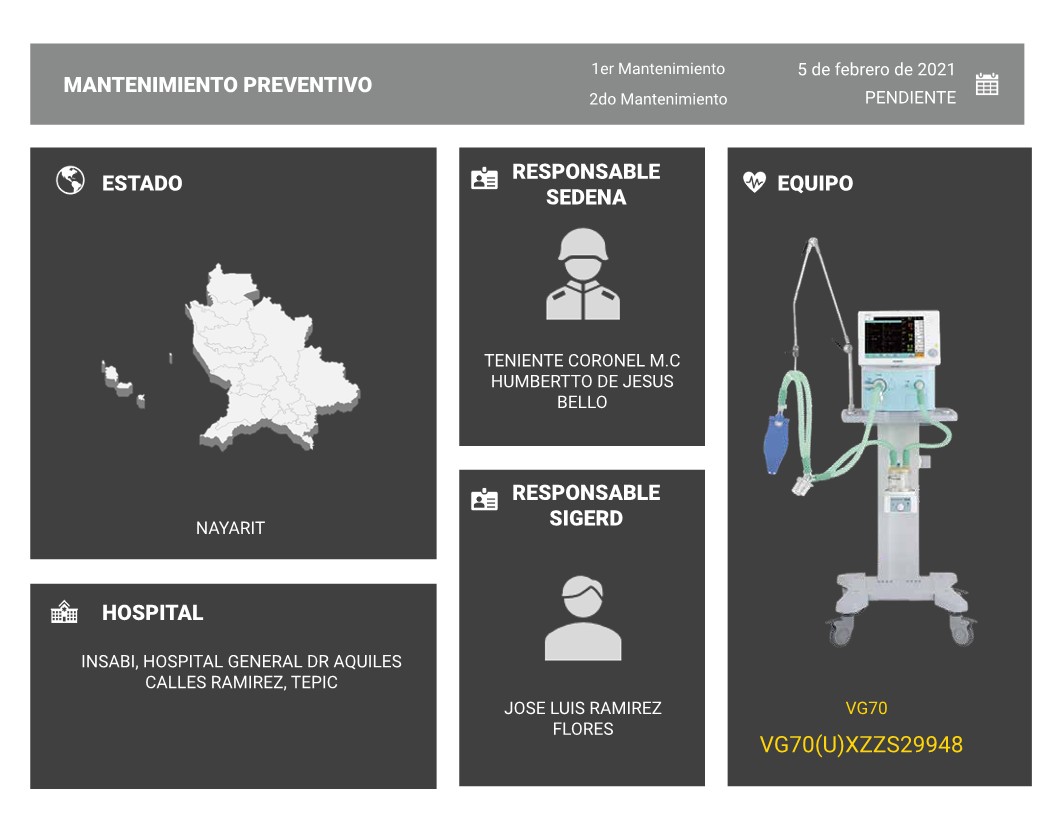 MANTENIMIENTO PREVENTIVO
1er Mantenimiento
5 de febrero de 2021
2do Mantenimiento
PENDIENTE
ESTADO
NAYARIT
HOSPITAL
INSABI, HOSPITAL GENERAL DR AQUILES
CALLES RAMIREZ, TEPIC
RESPONSABLE
SEDENA
TENIENTE CORONEL M.C
HUMBERTTO DE JESUS
BELLO
RESPONSABLE
SIGERD
JOSE LUIS RAMIREZ
FLORES
EQUIPO
VG70
VG70(U)XZZS29948